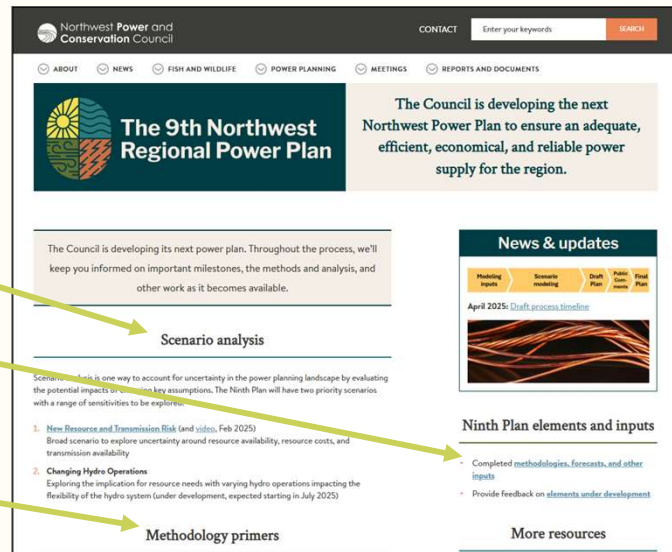 Northwest Power and
Conservation Council
CONTACT
Enter your keywords
SEARCH
ABOUT
NEWS
FISH AND WILDLIFE
POWER PLANNING
MEETINGS
REPORTS AND DOCUMENTS
The 9th Northwest
Regional Power Plan
The Council is developing the next
Northwest Power Plan to ensure an adequate,
efficient, economical, and reliable power
supply for the region.
The Council is developing its next power plan. Throughout the process, we'll
keep you informed on important milestones, the methods and analysis, and
other work as it becomes available.
Scenario analysis
Scenario analysis is one way to account for uncertainty in the power planning landscape by evaluating
the potential impacts of changing key assumptions. The Ninth Plan will have two priority scenarios
with a range of sensitivities to be explored.
1. New Resource and Transmission Risk (and video, Feb 2025)
Broad scenario to explore uncertainty around resource availability, resource costs, and
transmission availability
2. Changing Hydro Operations
Exploring the implication for resource needs with varying hydro operations impacting the
flexibility of the hydro system (under development, expected starting in July 2025)
Methodology primers
News & updates
Modeling
inputs
Scenario
modeling
Draft
Plan
Public
Com-
ments
Final
Plan
April 2025: Draft process timeline
Ninth Plan elements and inputs
Completed methodologies, forecasts, and other
inputs
Provide feedback on elements under development
More resources